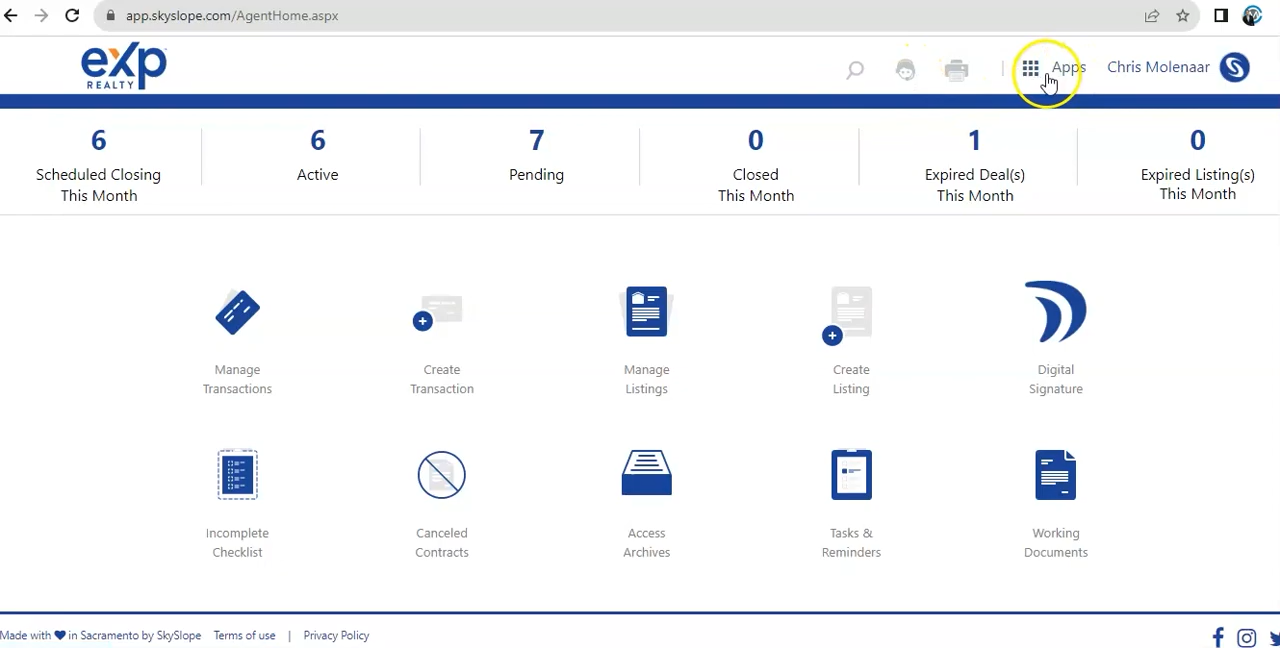 app.skyslope.com/AgentHome.aspx
eXp
REALTY
Apps
Chris Molenaar
6
Scheduled Closing
This Month
6
Active
7
Pending
0
Closed
This Month
1
Expired Deal(s)
This Month
0
Expired Listing(s)
This Month
Manage
Transactions
Create
Transaction
Manage
Listings
Create
Listing
Digital
Signature
Incomplete
Checklist
Canceled
Contracts
Access
Archives
Tasks &
Reminders
Working
Documents
Made with in Sacramento by SkySlope Terms of use | Privacy Policy